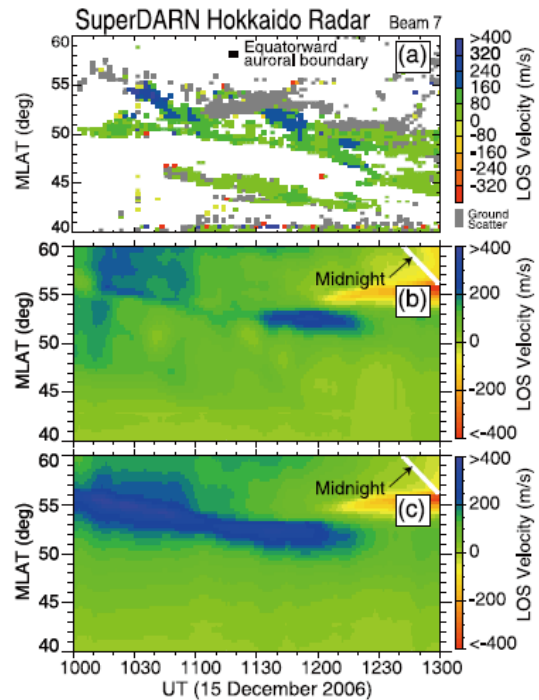 SuperDARN Hokkaido Radar Beam 7
60
55
50
45
40
MLAT (deg)
Equatorward
auroral boundary
(a)
>400
320
240
160
80
0
-80
-160
-240
-320
LOS Velocity (m/s)
Ground
Scatter
60
55
50
45
40
MLAT (deg)
Midnight
(b)
>400
200
0
-200
<-400
LOS Velocity (m/s)
60
55
50
45
40
MLAT (deg)
Midnight
(c)
>400
200
0
-200
<-400
LOS Velocity (m/s)
1000 1030 1100 1130 1200 1230 1300
UT (15 December 2006)